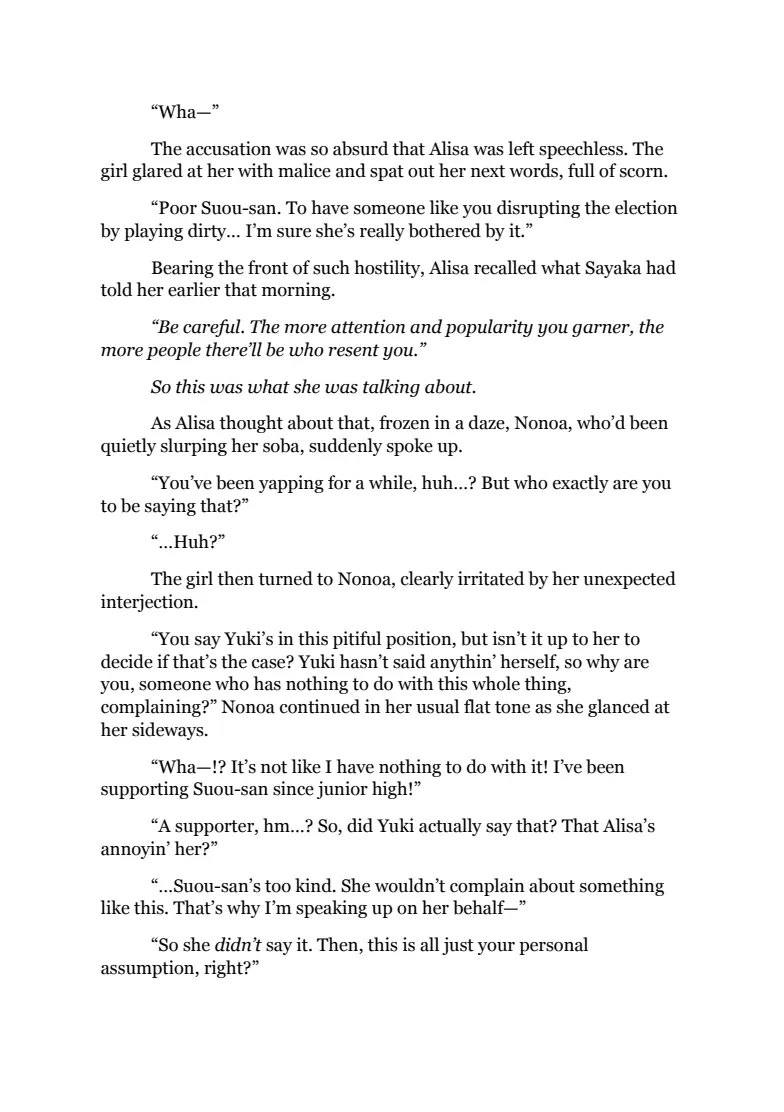 “Wha—”
The accusation was so absurd that Alisa was left speechless. The
girl glared at her with malice and spat out her next words, full of scorn.
“Poor Suou-san. To have someone like you disrupting the election
by playing dirty… I’m sure she’s really bothered by it.”
Bearing the front of such hostility, Alisa recalled what Sayaka had
told her earlier that morning.
“Be careful. The more attention and popularity you garner, the
more people there’ll be who resent you.”
So this was what she was talking about.
As Alisa thought about that, frozen in a daze, Nonoa, who’d been
quietly slurping her soba, suddenly spoke up.
“You’ve been yapping for a while, huh…? But who exactly are you
to be saying that?”
“…Huh?”
The girl then turned to Nonoa, clearly irritated by her unexpected
interjection.
“You say Yuki’s in this pitiful position, but isn’t it up to her to
decide if that’s the case? Yuki hasn’t said anythin’ herself, so why are
you, someone who has nothing to do with this whole thing,
complaining?” Nonoa continued in her usual flat tone as she glanced at
her sideways.
“Wha—!? It’s not like I have nothing to do with it! I’ve been
supporting Suou-san since junior high!”
“A supporter, hm…? So, did Yuki actually say that? That Alisa’s
annoyin’ her?”
“…Suou-san’s too kind. She wouldn’t complain about something
like this. That’s why I’m speaking up on her behalf—”
“So she didn’t say it. Then, this is all just your personal
assumption, right?”